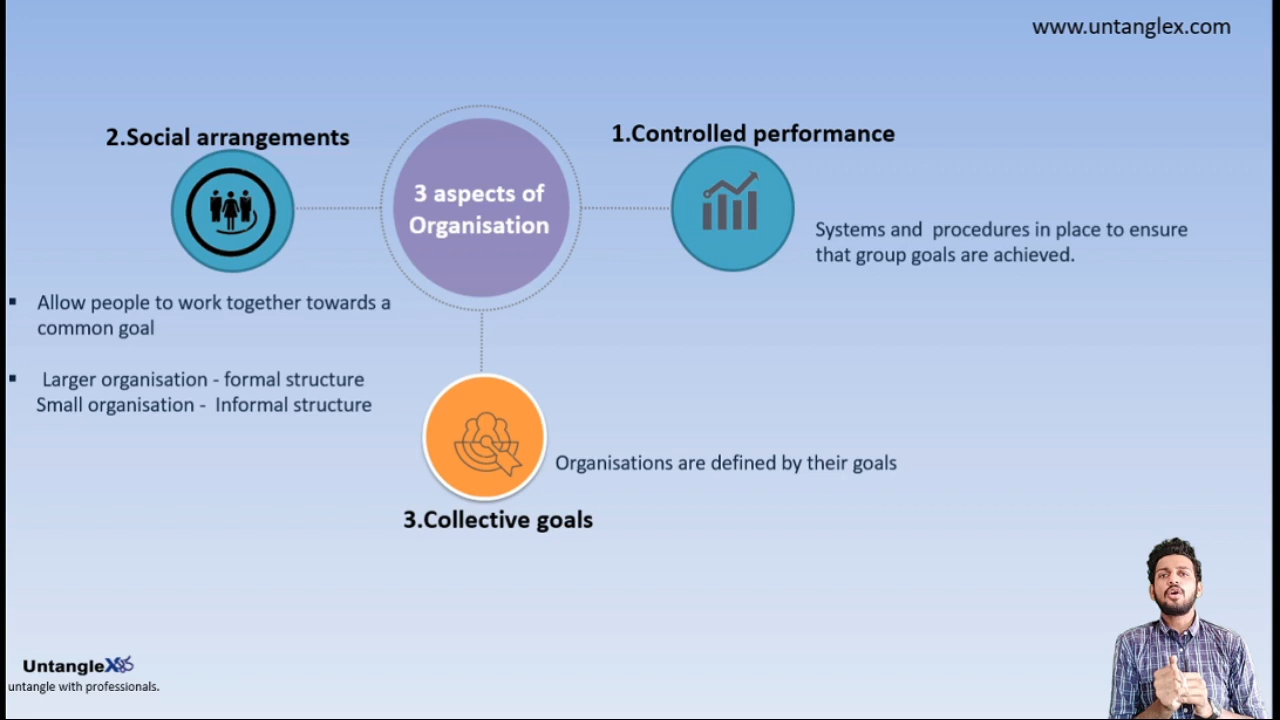 www.untanglex.com
2.Social arrangements
1.Controlled performance
3 aspects of
Organisation
Systems and procedures in place to ensure
that group goals are achieved.
▪ Allow people to work together towards a
common goal
▪ Larger organisation - formal structure
Small organisation - Informal structure
Organisations are defined by their goals
3.Collective goals
UntangleX
untangle with professionals.